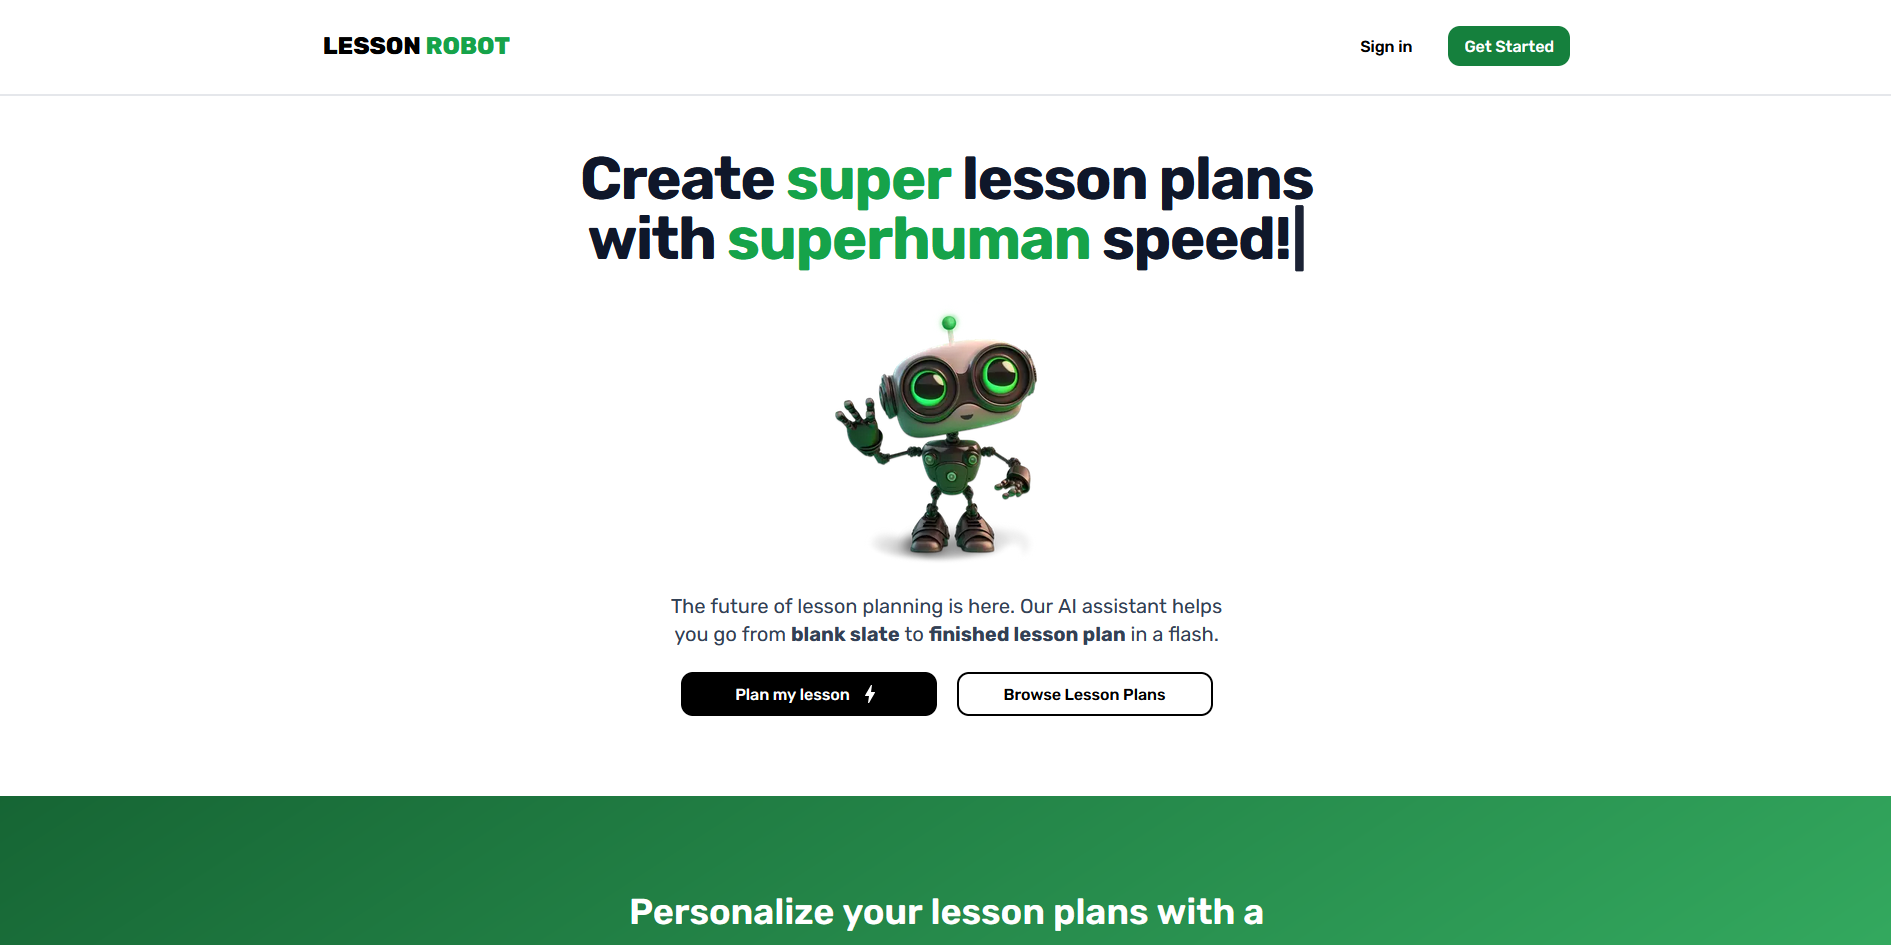 LESSON ROBOT
Sign in
Get Started
Create super lesson plans
with superhuman speed!
The future of lesson planning is here. Our AI assistant helps
you go from blank slate to finished lesson plan in a flash.
Plan my lesson
Browse Lesson Plans
Personalize your lesson plans with a